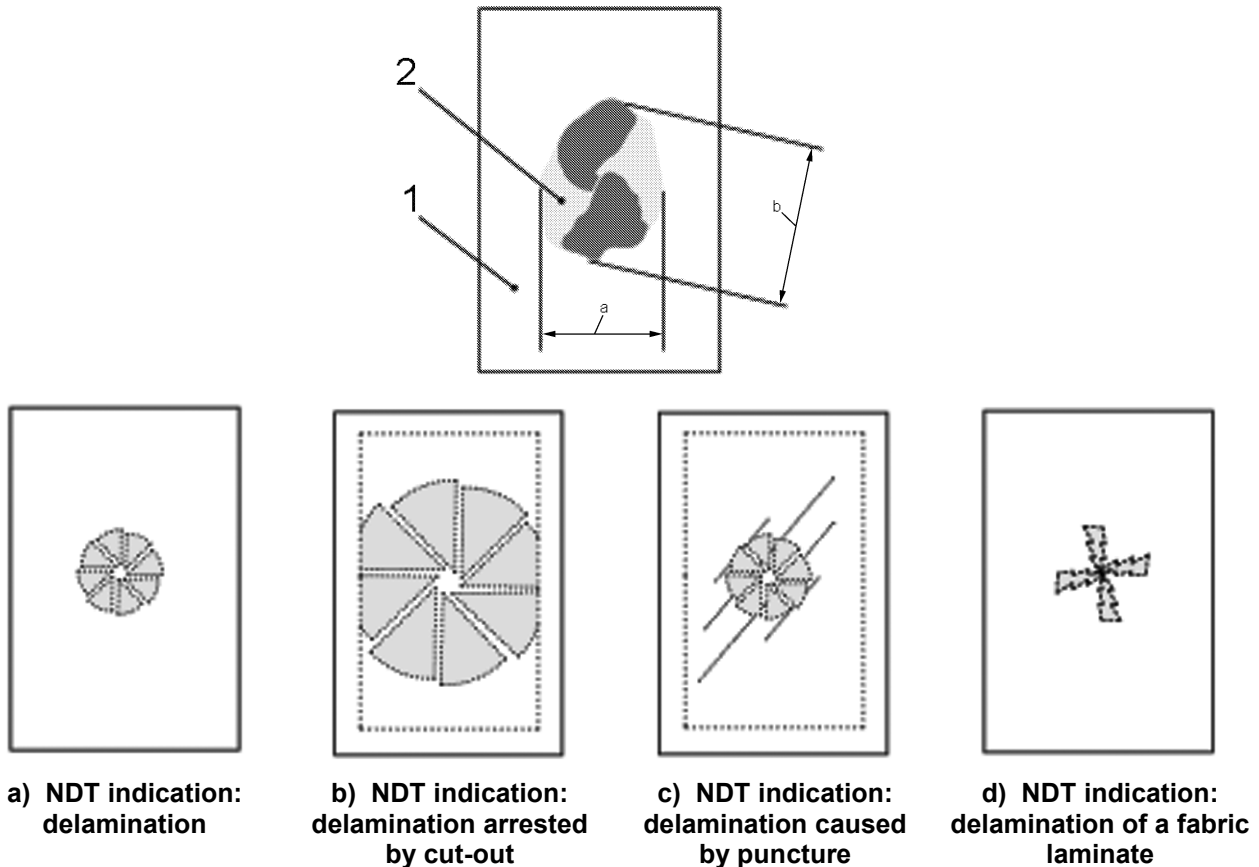 2
1
b
a
a) NDT indication:
delamination
b) NDT indication:
delamination arrested
by cut-out
c) NDT indication:
delamination caused
by puncture
d) NDT indication:
delamination of a fabric
laminate